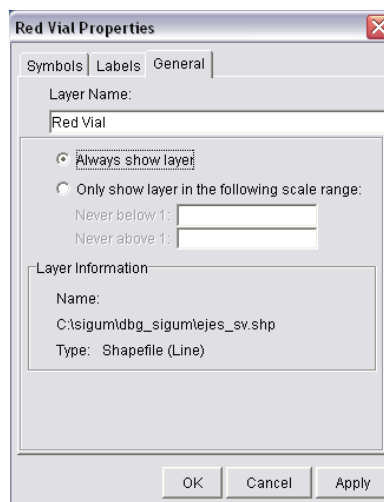 Red Vial Properties
Symbols Labels General
Layer Name:
Red Vial
Always show layer
Only show layer in the following scale range:
Never below 1:
Never above 1:
Layer Information
Name:
C:\sigum\dbg_sigum\ejes_sv.shp
Type: Shapefile (Line)
OK Cancel Apply